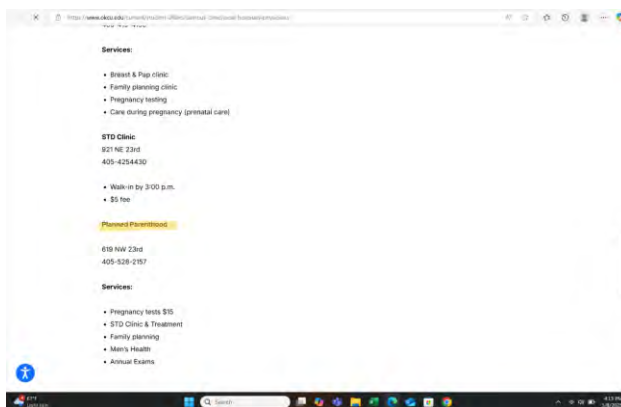 Services:
• Breast & Pap clinic
• Family planning clinic
• Pregnancy testing
• Care during pregnancy (prenatal care)
STD Clinic
921 NE 23rd
405-4254430
• Walk-in by 3:00 p.m.
• $5 fee
Planned Parenthood
619 NW 23rd
405-528-2157
Services:
• Pregnancy tests $15
• STD Clinic & Treatment
• Family planning
• Men's Health
• Annual Exams
Search